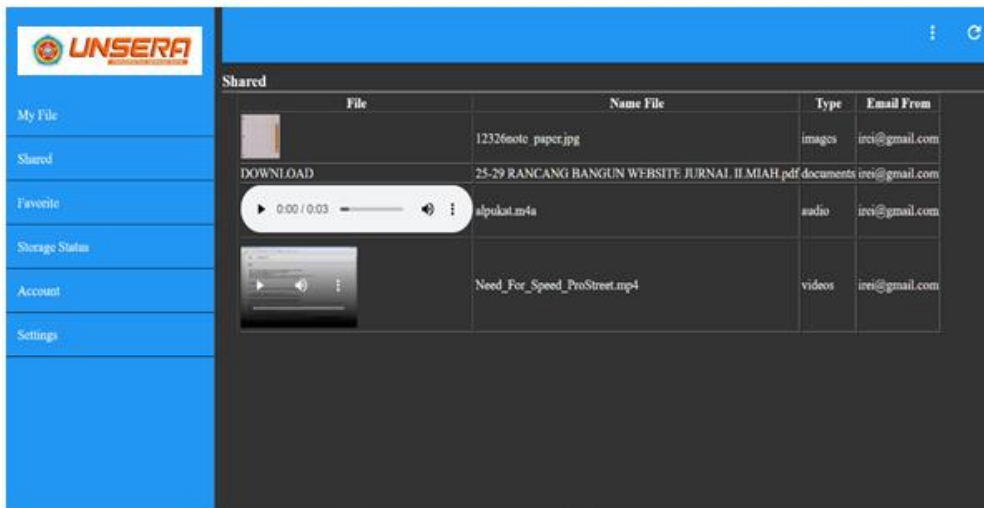 UNSERA
My File
Shared
Favorite
Storage Status
Account
Settings
Shared
File Name File Type Email From
12326note_paper.jpg images irei@gmail.com
DOWNLOAD 25-29 RANCANG BANGUN WEBSITE JURNAL ILMIAH.pdf documents irei@gmail.com
0:00 / 0:03 alpukat.m4a audio irei@gmail.com
Need_For_Speed_ProStreet.mp4 videos irei@gmail.com